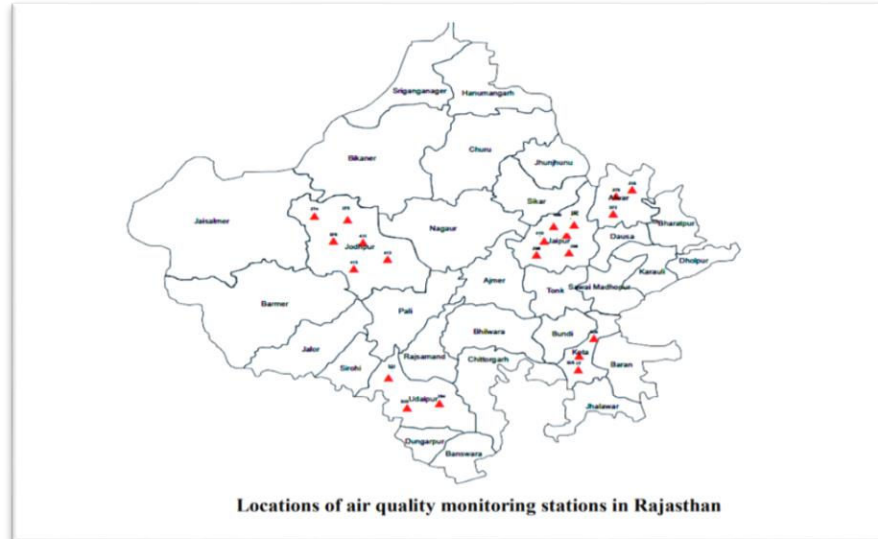 Sriganganager
Hanumangarh
Churu
Bikaner
Jhunjhunu
Sikar
Alwar
Jaisalmer
Nagaur
Bharatpur
Jaipur
Dausa
Jodhpur
Dholpur
Karauli
Ajmer
Tonk
Sawai Madhopur
Barmer
Pali
Bhilwara
Bundi
Jalor
Kota
Rajsamand
Chittorgarh
Baran
Sirohi
Udaipur
Jhalawar
Dungarpur
Banswara
Locations of air quality monitoring stations in Rajasthan